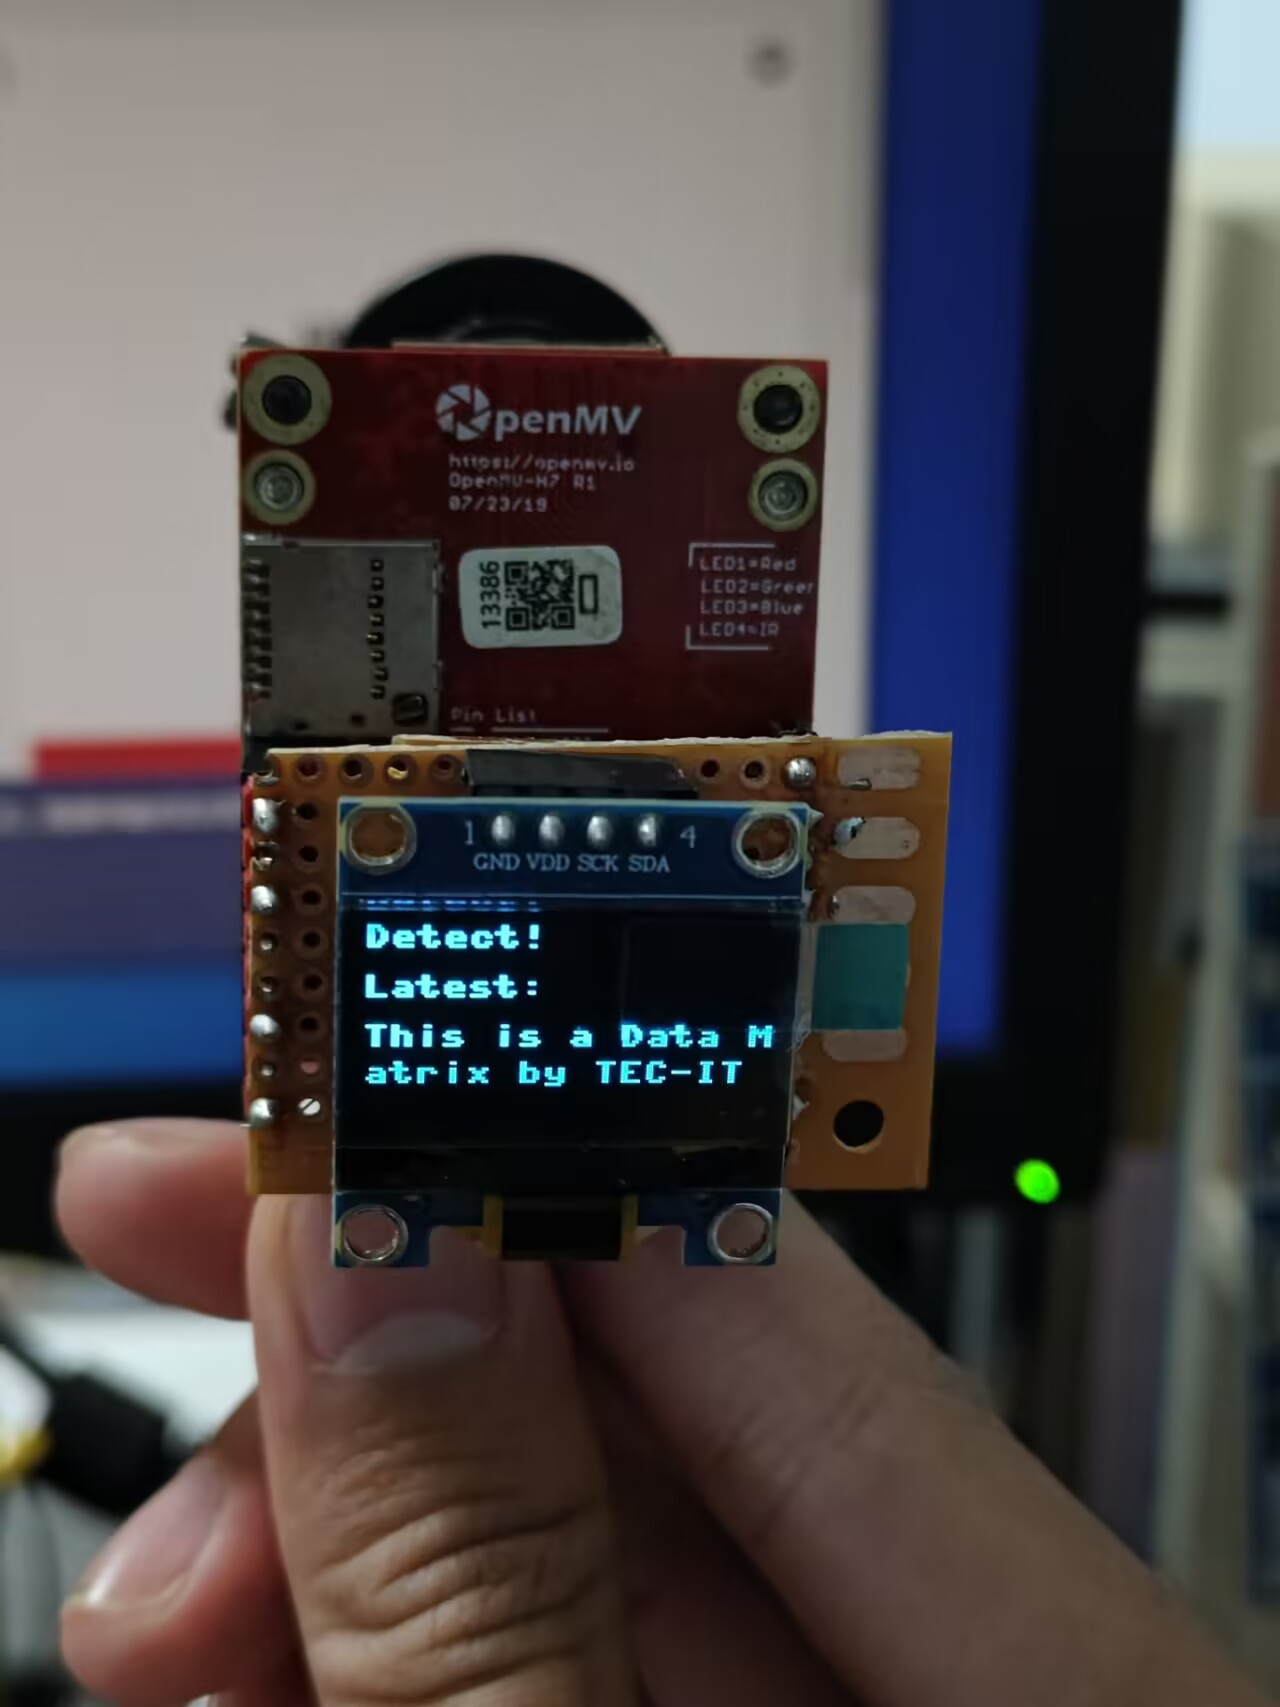 OpenMV
https://openmv.io
OpenMV-H7 R1
07/23/19
13386
LED1=Red
LED2=Green
LED3=Blue
LED4=IR
Pin List
1 4
GND VDD SCK SDA
Detect!
Latest:
This is a Data M
atrix by TEC-IT